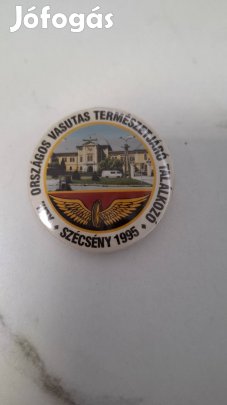 Jófogás
ORSZÁGOS VASUTAS TERMÉSZETJÁRÓ TALÁLKOZÓ
• SZÉCSÉNY 1995 •